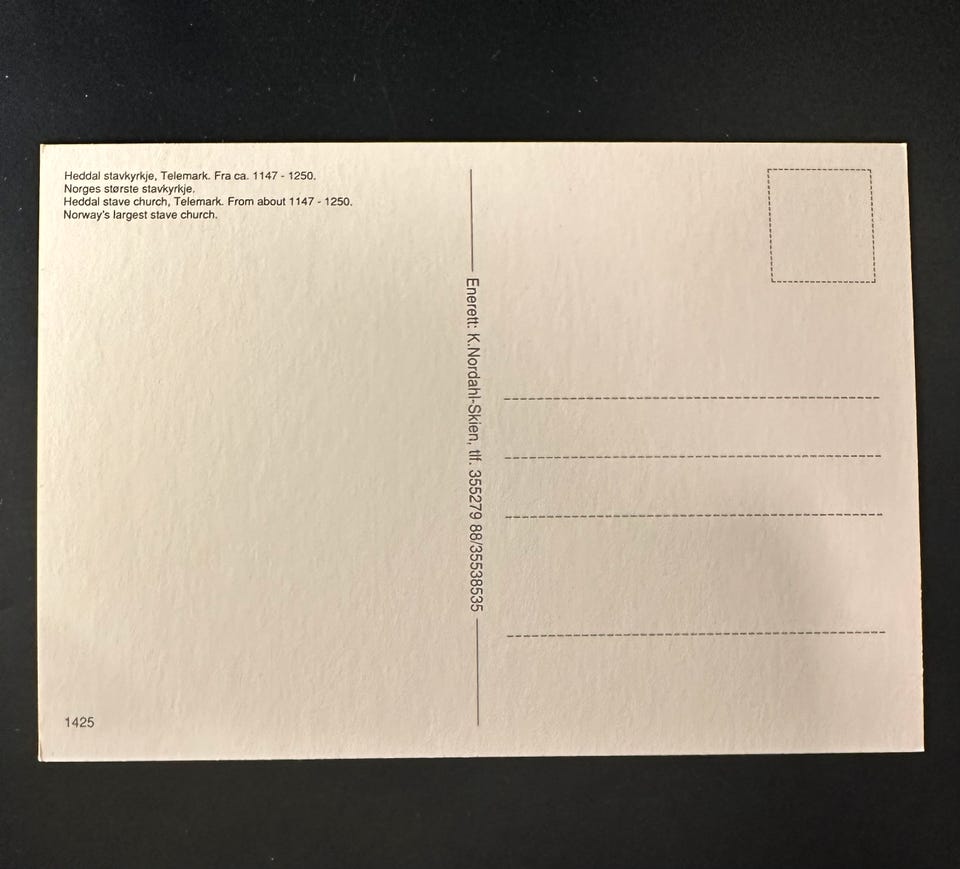 Heddal stavkyrkje, Telemark. Fra ca. 1147 - 1250.
Norges største stavkyrkje.
Heddal stave church, Telemark. From about 1147 - 1250.
Norway's largest stave church.
Enerett: K.Nordahl-Skien, tlf. 355279 88/35538535
1425